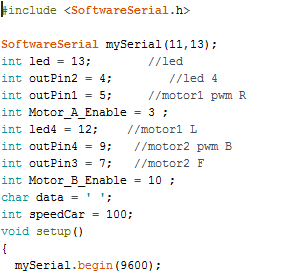 #include <SoftwareSerial.h>
SoftwareSerial mySerial(11,13);
int led = 13;        //led
int outPin2 = 4;        //led 4
int outPin1 = 5;     //motor1 pwm R
int Motor_A_Enable = 3 ;
int led4 = 12;    //motor1 L
int outPin4 = 9;   //motor2 pwm B
int outPin3 = 7;   //motor2 F
int Motor_B_Enable = 10 ;
char data = ' ';
int speedCar = 100;
void setup()
{
  mySerial.begin(9600);